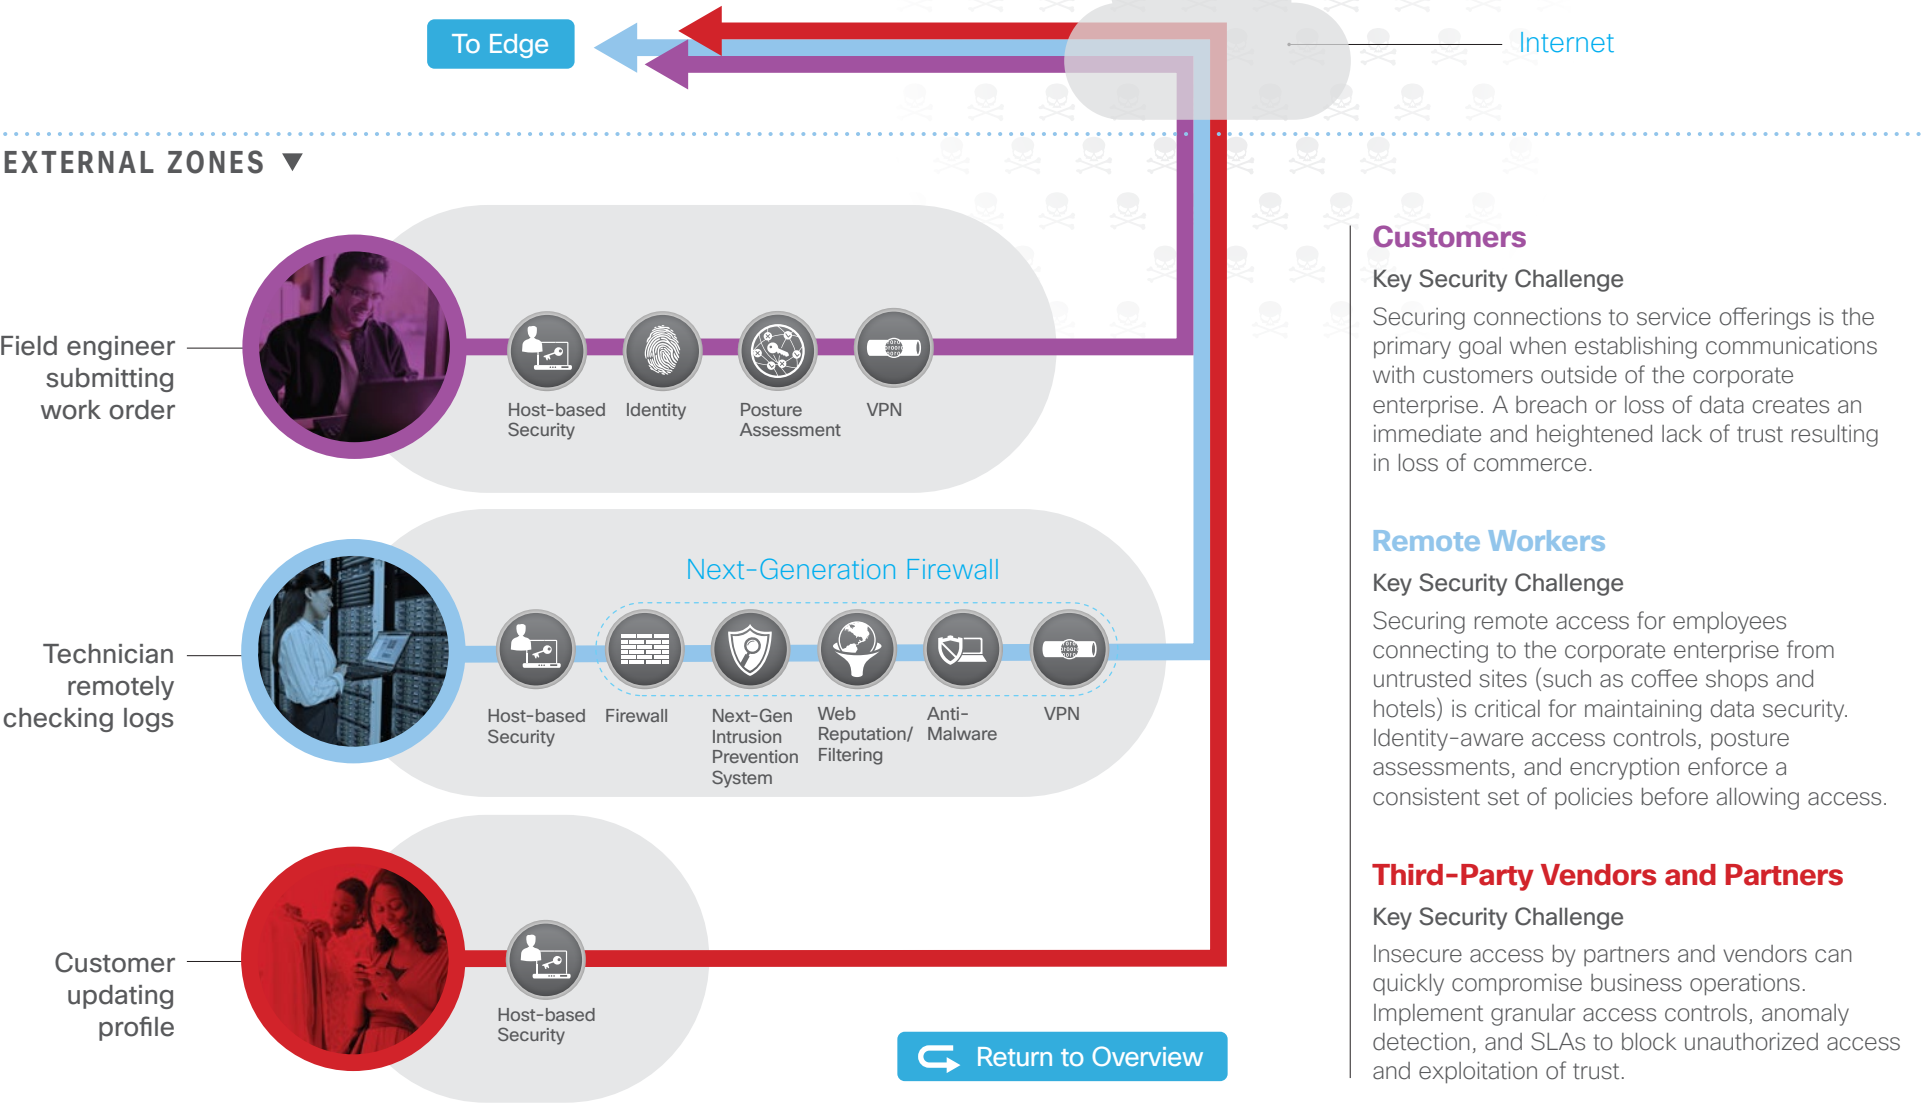 To Edge
Internet
EXTERNAL ZONES ▼
Field engineer
submitting
work order
Host-based
Security
Identity
Posture
Assessment
VPN
Next-Generation Firewall
Technician
remotely
checking logs
Host-based
Security
Firewall
Next-Gen
Intrusion
Prevention
System
Web
Reputation/
Filtering
Anti-
Malware
VPN
Customer
updating
profile
Host-based
Security
Return to Overview
Customers
Key Security Challenge
Securing connections to service offerings is the
primary goal when establishing communications
with customers outside of the corporate
enterprise. A breach or loss of data creates an
immediate and heightened lack of trust resulting
in loss of commerce.
Remote Workers
Key Security Challenge
Securing remote access for employees
connecting to the corporate enterprise from
untrusted sites (such as coffee shops and
hotels) is critical for maintaining data security.
Identity-aware access controls, posture
assessments, and encryption enforce a
consistent set of policies before allowing access.
Third-Party Vendors and Partners
Key Security Challenge
Insecure access by partners and vendors can
quickly compromise business operations.
Implement granular access controls, anomaly
detection, and SLAs to block unauthorized access
and exploitation of trust.